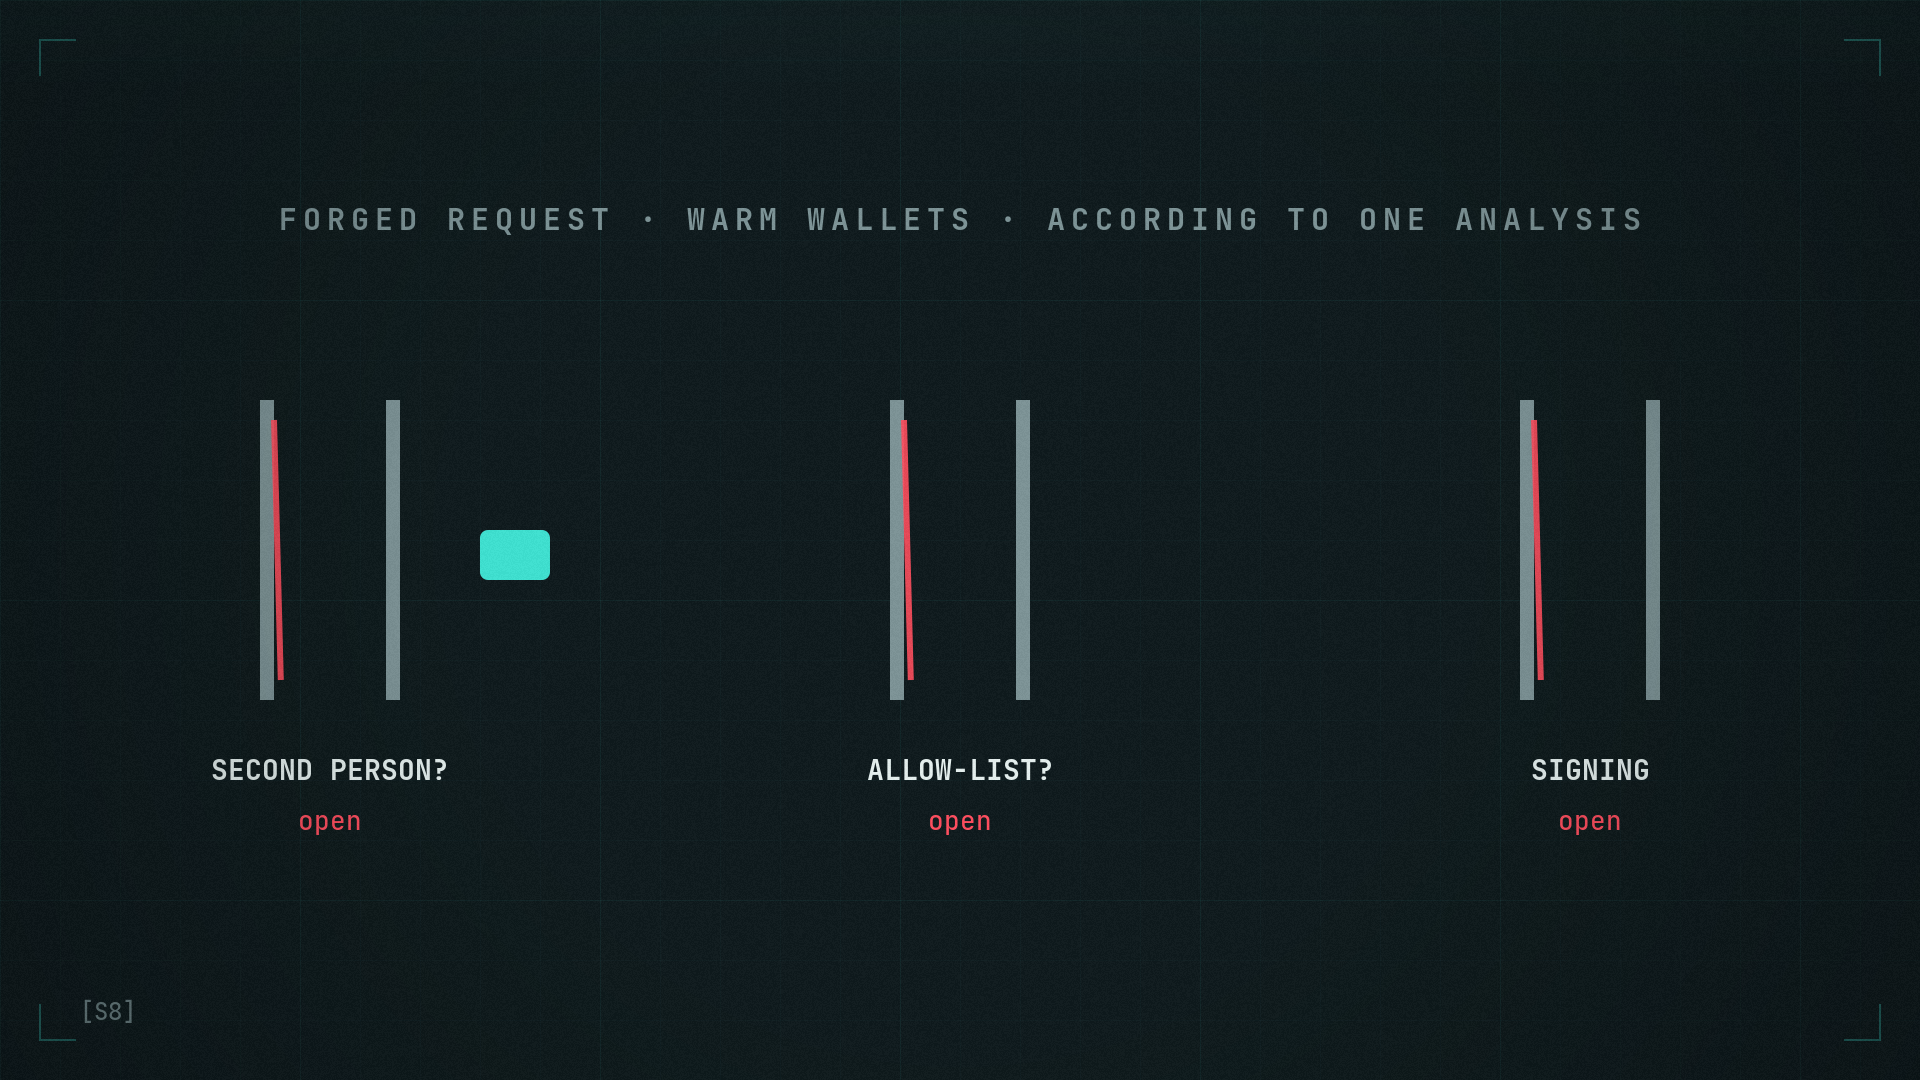 FORGED REQUEST · WARM WALLETS · ACCORDING TO ONE ANALYSIS
SECOND PERSON?
open
ALLOW-LIST?
open
SIGNING
open
[S8]